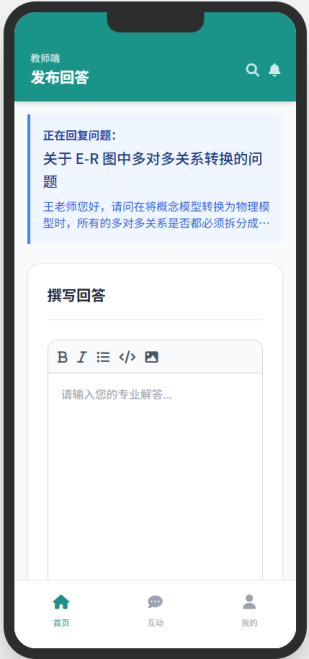 教师端
发布回答
正在回复问题：
关于 E-R 图中多对多关系转换的问
题
王老师您好，请问在将概念模型转换为物理模
型时，所有的多对多关系是否都必须拆分成…
撰写回答
B I </>
请输入您的专业解答...
首页 互动 我的